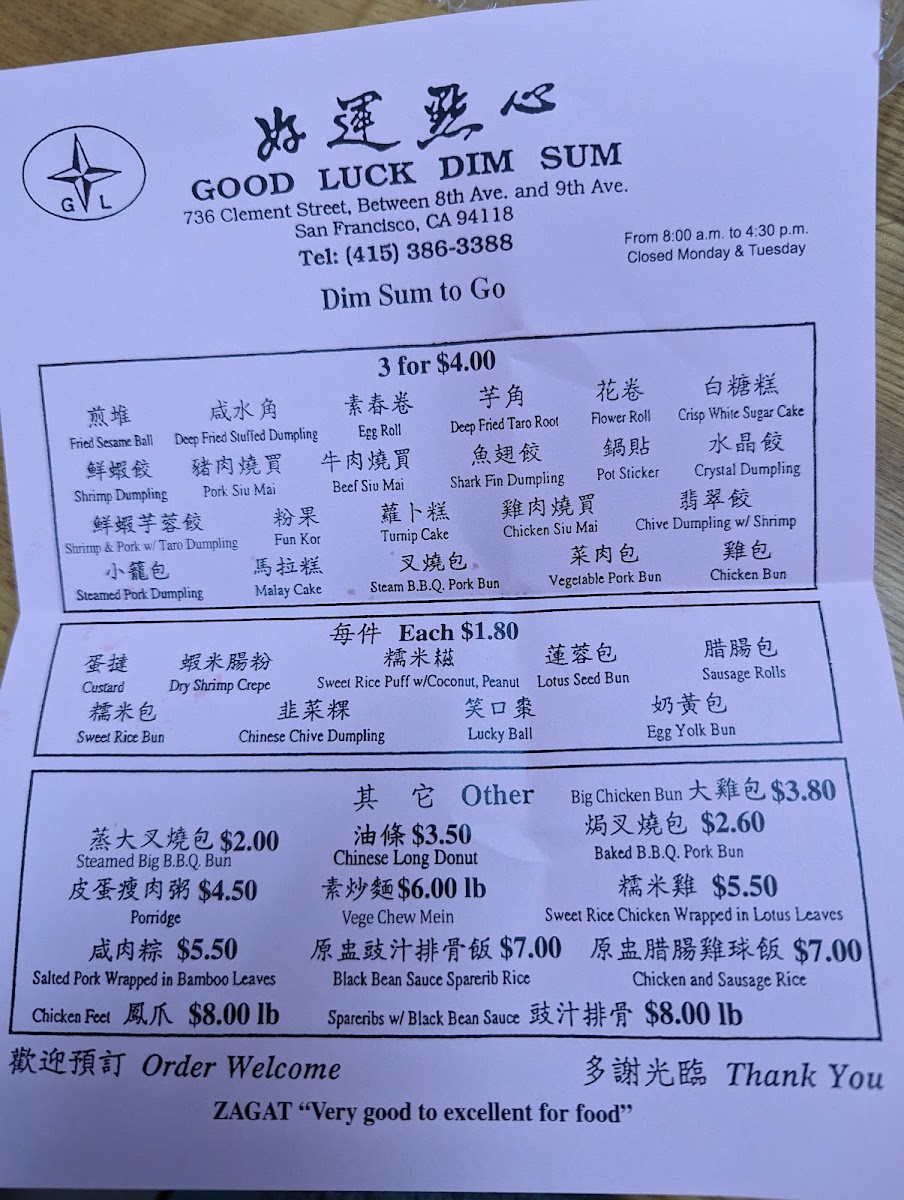 好運點心
G L
GOOD LUCK DIM SUM
736 Clement Street, Between 8th Ave. and 9th Ave.
San Francisco, CA 94118
Tel: (415) 386-3388
From 8:00 a.m. to 4:30 p.m.
Closed Monday & Tuesday
Dim Sum to Go
3 for $4.00
煎堆 咸水角 素春卷 芋角 花卷 白糖糕
Fried Sesame Ball Deep Fried Stuffed Dumpling Egg Roll Deep Fried Taro Root Flower Roll Crisp White Sugar Cake
鮮蝦餃 豬肉燒買 牛肉燒買 魚翅餃 鍋貼 水晶餃
Shrimp Dumpling Pork Siu Mai Beef Siu Mai Shark Fin Dumpling Pot Sticker Crystal Dumpling
鮮蝦芋蓉餃 粉果 蘿卜糕 雞肉燒買 翡翠餃
Shrimp & Pork w/ Taro Dumpling Fun Kor Turnip Cake Chicken Siu Mai Chive Dumpling w/ Shrimp
小籠包 馬拉糕 叉燒包 菜肉包 雞包
Steamed Pork Dumpling Malay Cake Steam B.B.Q. Pork Bun Vegetable Pork Bun Chicken Bun
每件 Each $1.80
蛋撻 蝦米腸粉 糯米糍 蓮蓉包 腊腸包
Custard Dry Shrimp Crepe Sweet Rice Puff w/Coconut, Peanut Lotus Seed Bun Sausage Rolls
糯米包 韭菜粿 笑口棗 奶黃包
Sweet Rice Bun Chinese Chive Dumpling Lucky Ball Egg Yolk Bun
其它 Other Big Chicken Bun 大雞包 $3.80
蒸大叉燒包 $2.00 油條 $3.50 焗叉燒包 $2.60
Steamed Big B.B.Q. Bun Chinese Long Donut Baked B.B.Q. Pork Bun
皮蛋瘦肉粥 $4.50 素炒麵 $6.00 lb 糯米雞 $5.50
Porridge Vege Chew Mein Sweet Rice Chicken Wrapped in Lotus Leaves
咸肉粽 $5.50 原盅豉汁排骨飯 $7.00 原盅腊腸雞球飯 $7.00
Salted Pork Wrapped in Bamboo Leaves Black Bean Sauce Sparerib Rice Chicken and Sausage Rice
Chicken Feet 鳳爪 $8.00 lb Spareribs w/ Black Bean Sauce 豉汁排骨 $8.00 lb
歡迎預訂 Order Welcome 多謝光臨 Thank You
ZAGAT “Very good to excellent for food”